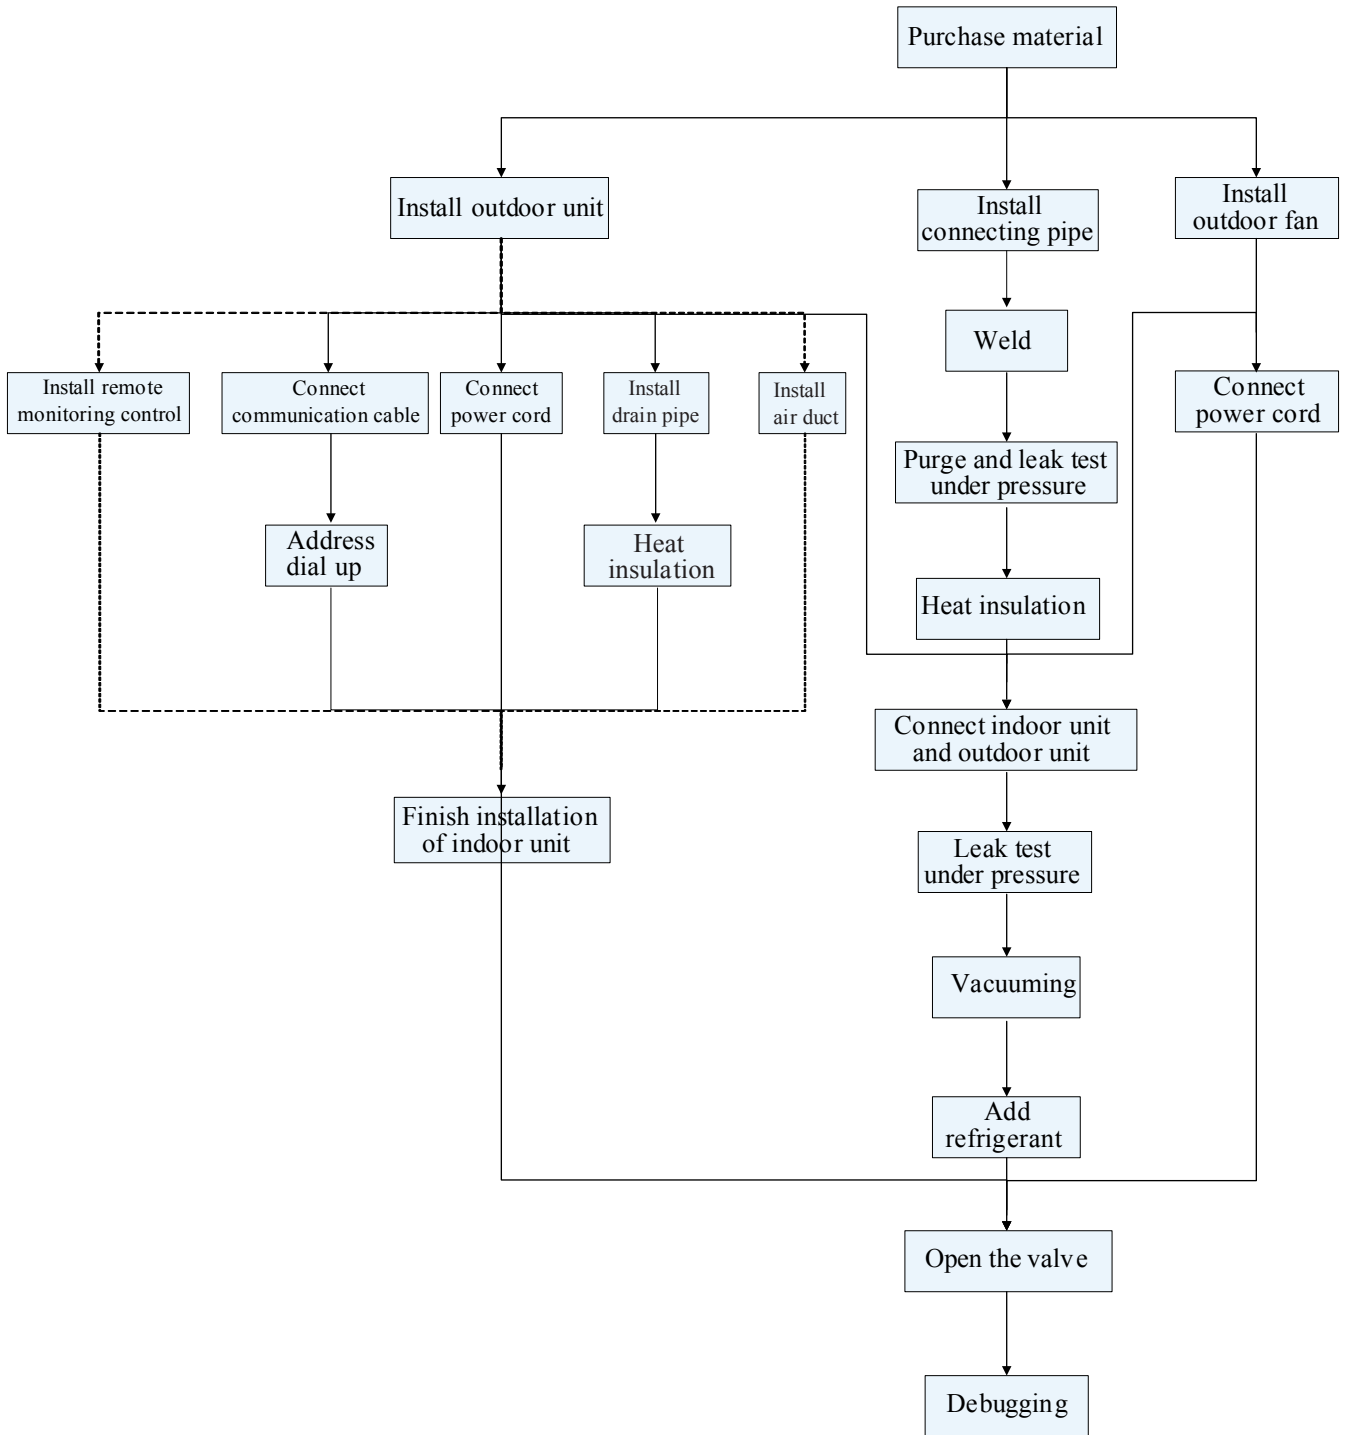 Purchase material
Install outdoor unit
Install
connecting pipe
Install
outdoor fan
Weld
Install remote
monitoring control
Connect
communication cable
Connect
power cord
Install
drain pipe
Install
air duct
Connect
power cord
Purge and leak test
under pressure
Address
dial up
Heat
insulation
Heat insulation
Connect indoor unit
and outdoor unit
Finish installation
of indoor unit
Leak test
under pressure
Vacuuming
Add
refrigerant
Open the valve
Debugging